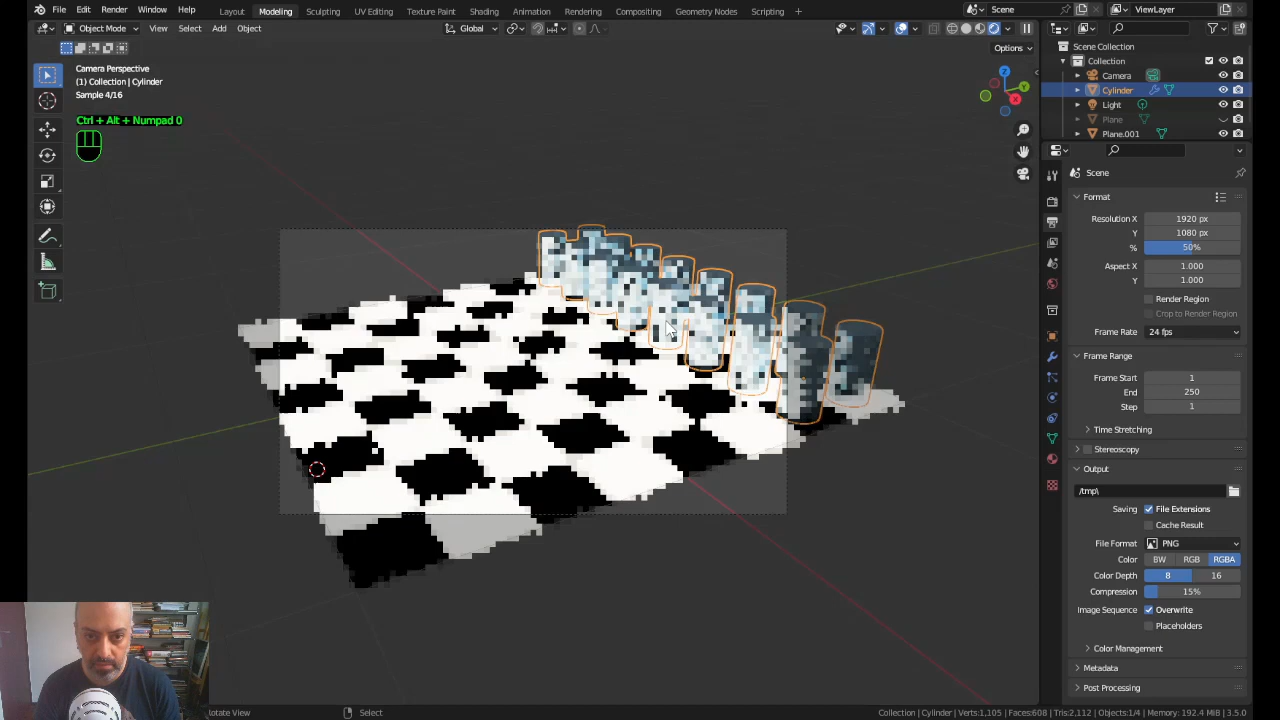 File Edit Render Window Help Layout Modeling Sculpting UV Editing Texture Paint Shading Animation Rendering Compositing Geometry Nodes Scripting Scene ViewLayer
Object Mode View Select Add Object Global
Options
Camera Perspective
(1) Collection | Cylinder
Sample 4/16
Ctrl + Alt + Numpad 0
Z
Y
X
Scene Collection
Collection
Camera
Cylinder
Light
Plane
Plane.001
Scene
Format
Resolution X 1920 px
Y 1080 px
% 50%
Aspect X 1.000
Y 1.000
Render Region
Crop to Render Region
Frame Rate 24 fps
Frame Range
Frame Start 1
End 250
Step 1
Time Stretching
Stereoscopy
Output
/tmp\
Saving File Extensions
Cache Result
File Format PNG
Color BW RGB RGBA
Color Depth 8 16
Compression 15%
Image Sequence Overwrite
Placeholders
Color Management
Metadata
Post Processing
otate View Select Collection | Cylinder | Verts:1,105 | Faces:608 | Tris:2,112 | Objects:1/4 | Memory: 192.4 MiB | 3.5.0